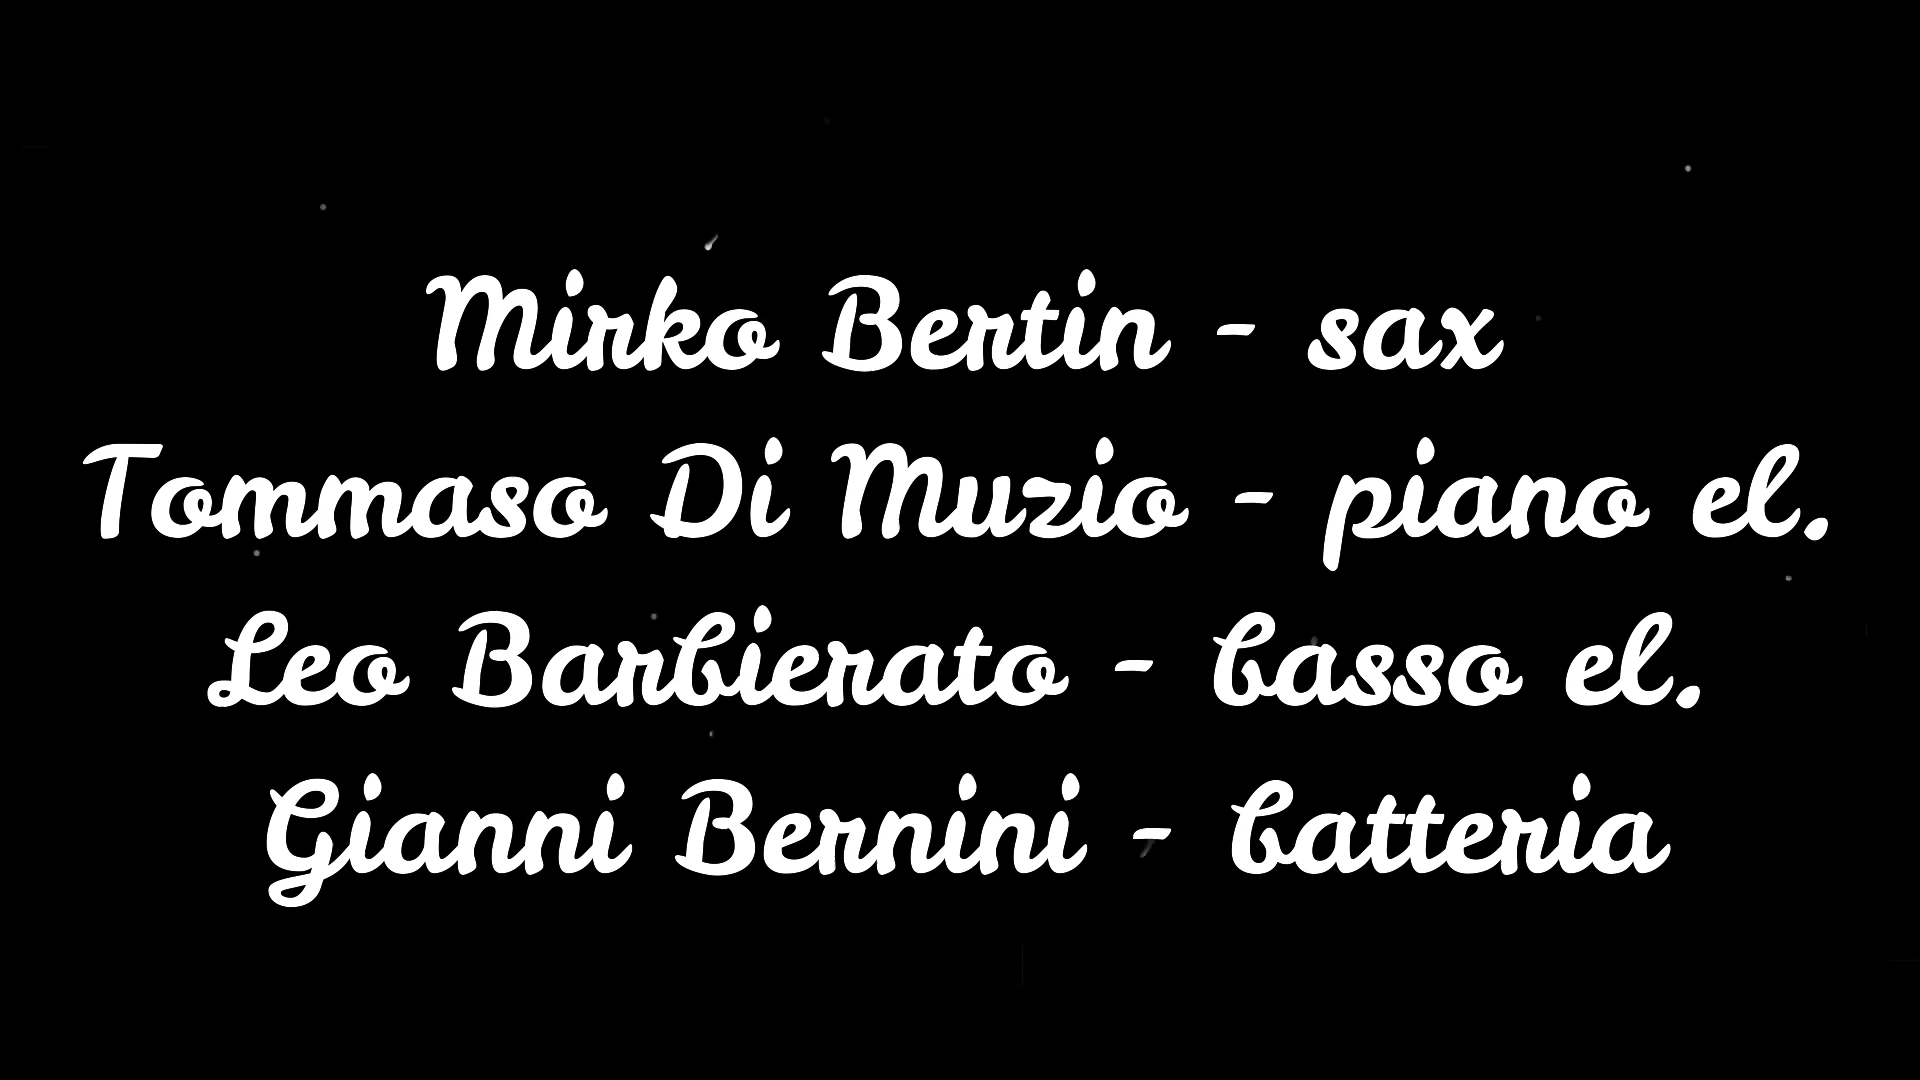 Mirko Bertin - sax
Tommaso Di Muzio - piano el.
Leo Barbierato - basso el.
Gianni Bernini - batteria